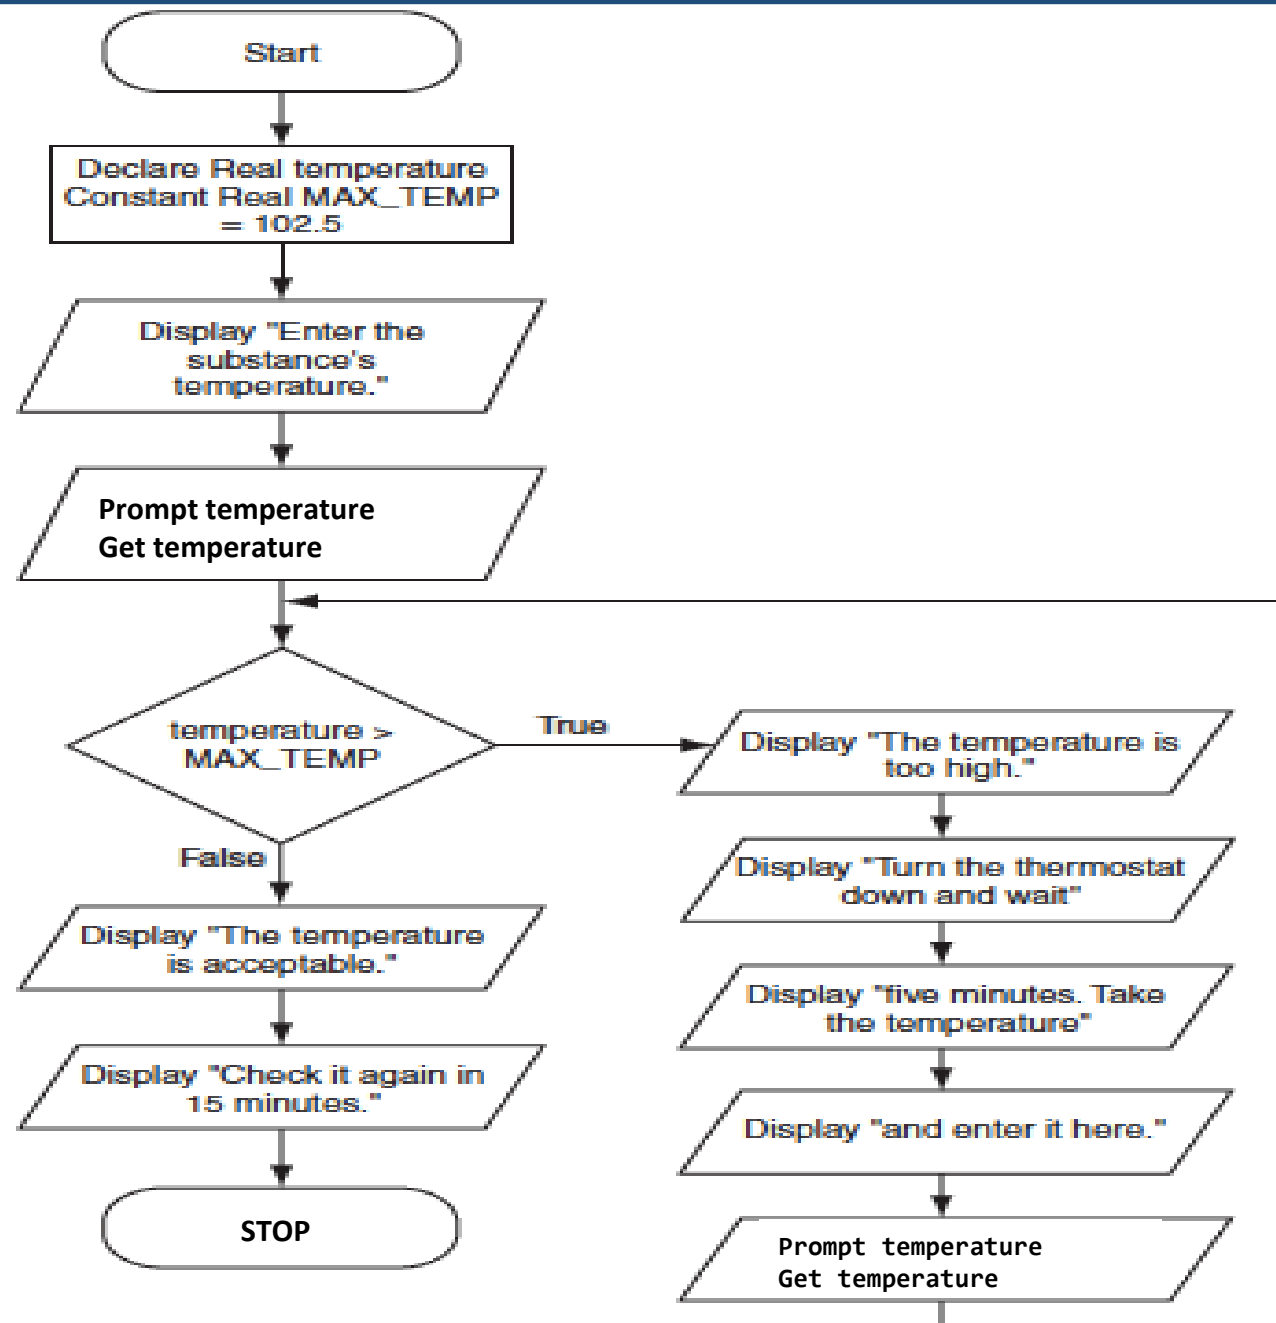 Start
Declare Real temperature
Constant Real MAX_TEMP
= 102.5
Display "Enter the
substance's
temperature."
Prompt temperature
Get temperature
temperature >
MAX_TEMP
True
False
Display "The temperature
is acceptable."
Display "Check it again in
15 minutes."
STOP
Display "The temperature is
too high."
Display "Turn the thermostat
down and wait"
Display "five minutes. Take
the temperature"
Display "and enter it here."
Prompt temperature
Get temperature